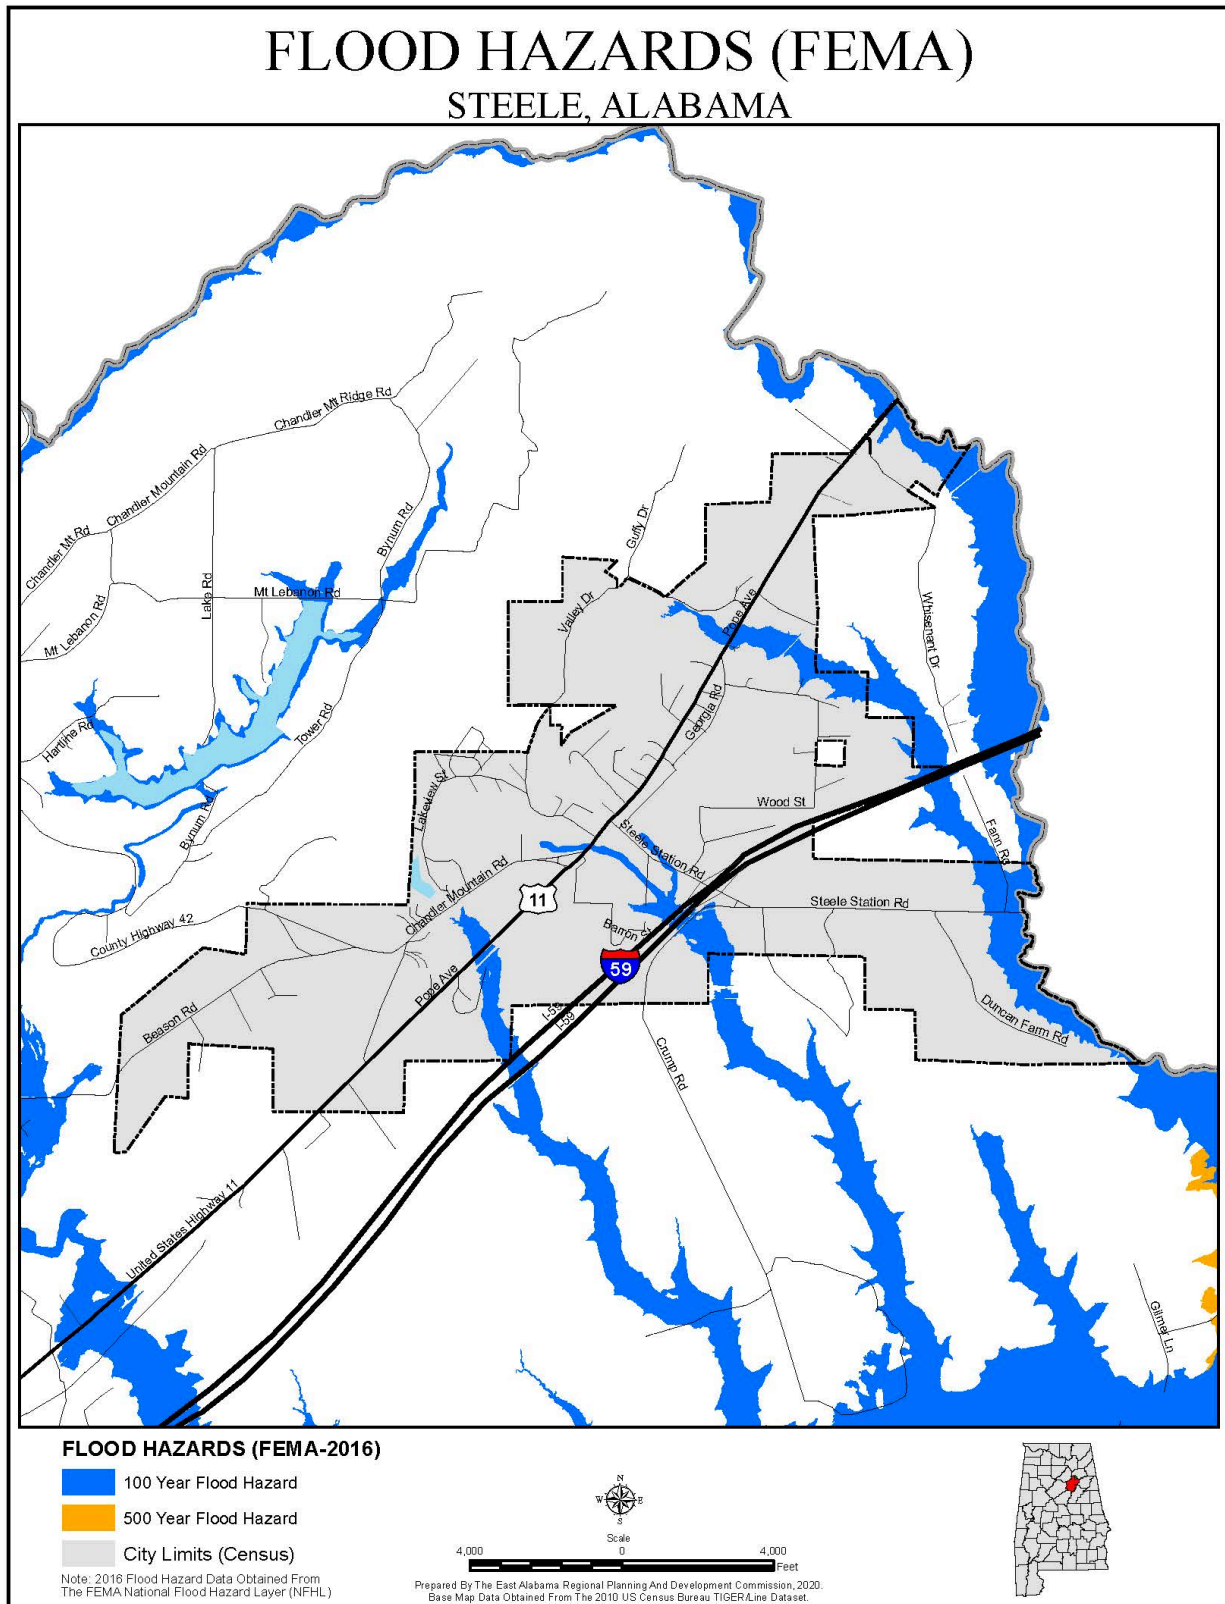 FLOOD HAZARDS (FEMA)
STEELE, ALABAMA
Chandler Mt Ridge Rd
Chandler Mountain Rd
Chandler Mt Rd
Bynum Rd
Guffy Dr
Lake Rd
Mt Lebanon Rd
Mt Lebanon Rd
Valley Dr
Pope Ave
Whisenant Dr
Hartline Rd
Tower Rd
Georgia Rd
Lakeview St
Bynum Rd
Wood St
Steele Station Rd
Fann Rd
Chandler Mountain Rd
11
Steele Station Rd
County Highway 42
Barron St
59
Pope Ave
Beason Rd
I-59
I-59
Duncan Farm Rd
Crump Rd
United States Highway 11
Gilmer Ln
FLOOD HAZARDS (FEMA-2016)
100 Year Flood Hazard
500 Year Flood Hazard
City Limits (Census)
Note: 2016 Flood Hazard Data Obtained From
The FEMA National Flood Hazard Layer (NFHL)
N
W E
S
Scale
4,000 0 4,000
Feet
Prepared By The East Alabama Regional Planning And Development Commission, 2020.
Base Map Data Obtained From The 2010 US Census Bureau TIGER/Line Dataset.